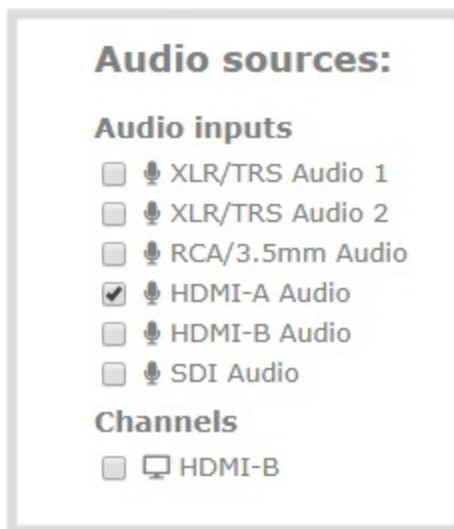 Audio sources:
Audio inputs
XLR/TRS Audio 1
XLR/TRS Audio 2
RCA/3.5mm Audio
HDMI-A Audio
HDMI-B Audio
SDI Audio
Channels
HDMI-B